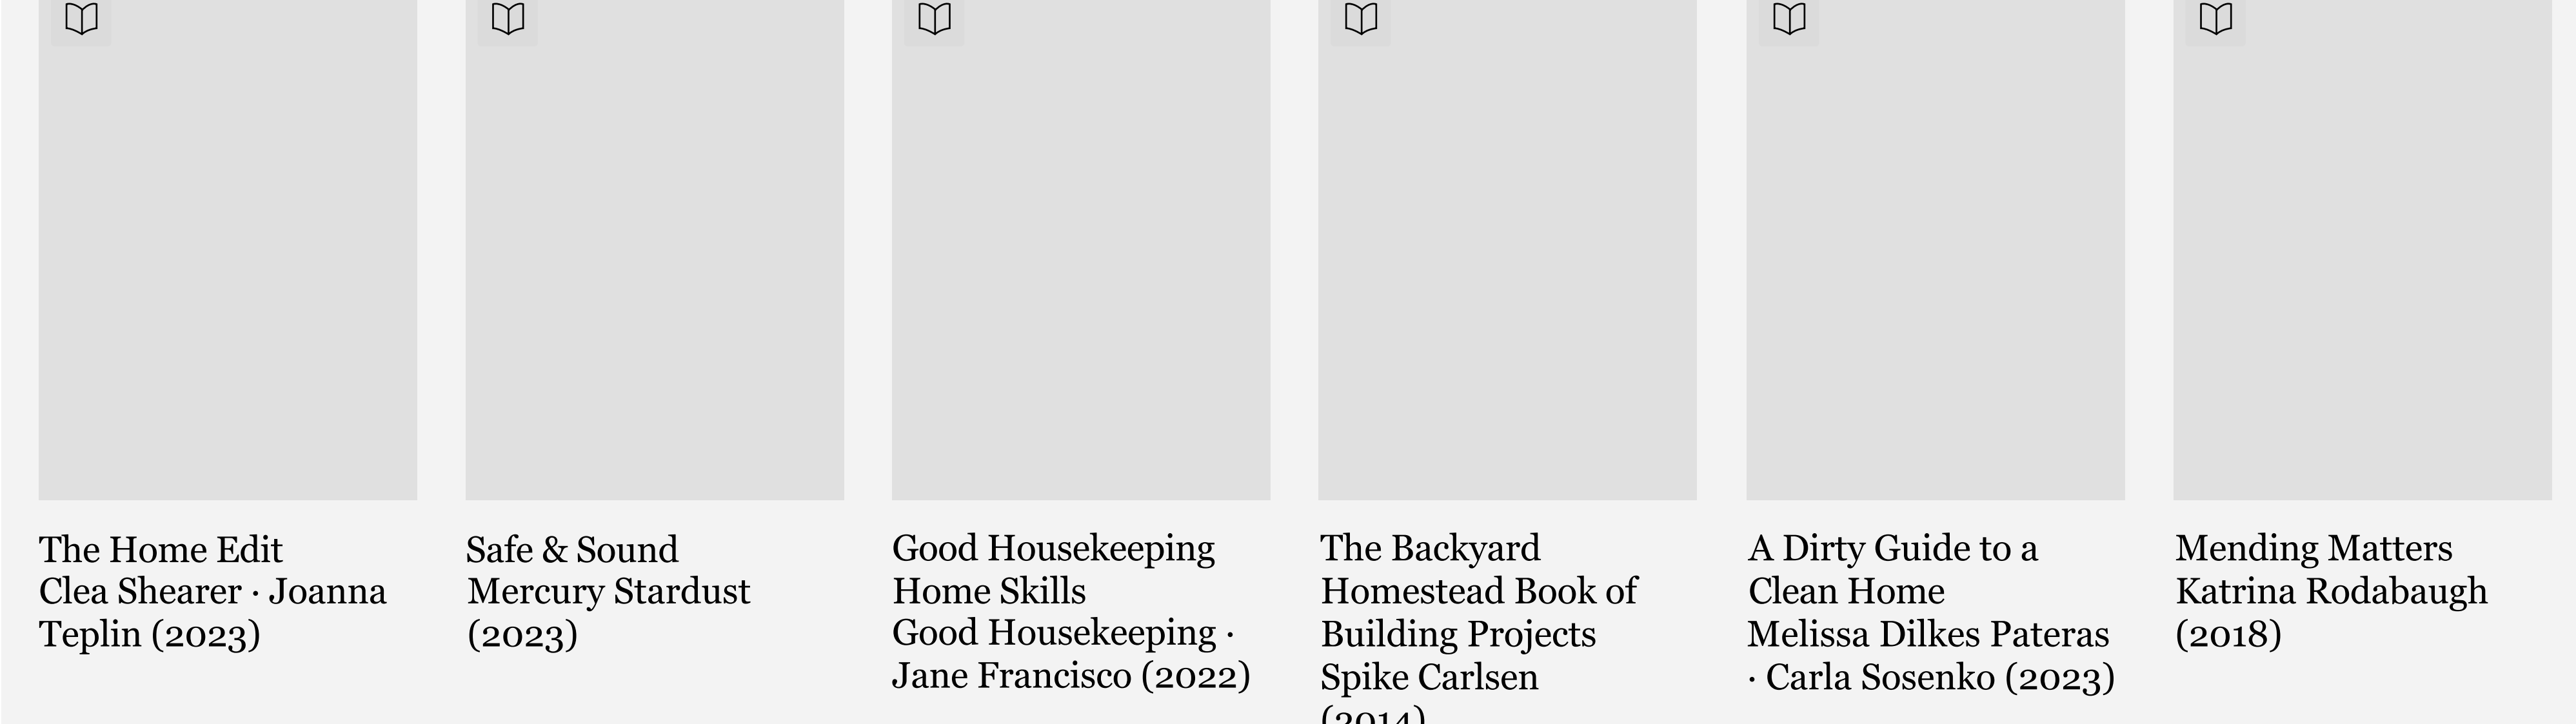 The Home Edit
Clea Shearer · Joanna
Teplin (2023)
Safe & Sound
Mercury Stardust
(2023)
Good Housekeeping
Home Skills
Good Housekeeping ·
Jane Francisco (2022)
The Backyard
Homestead Book of
Building Projects
Spike Carlsen
(2014)
A Dirty Guide to a
Clean Home
Melissa Dilkes Pateras
· Carla Sosenko (2023)
Mending Matters
Katrina Rodabaugh
(2018)